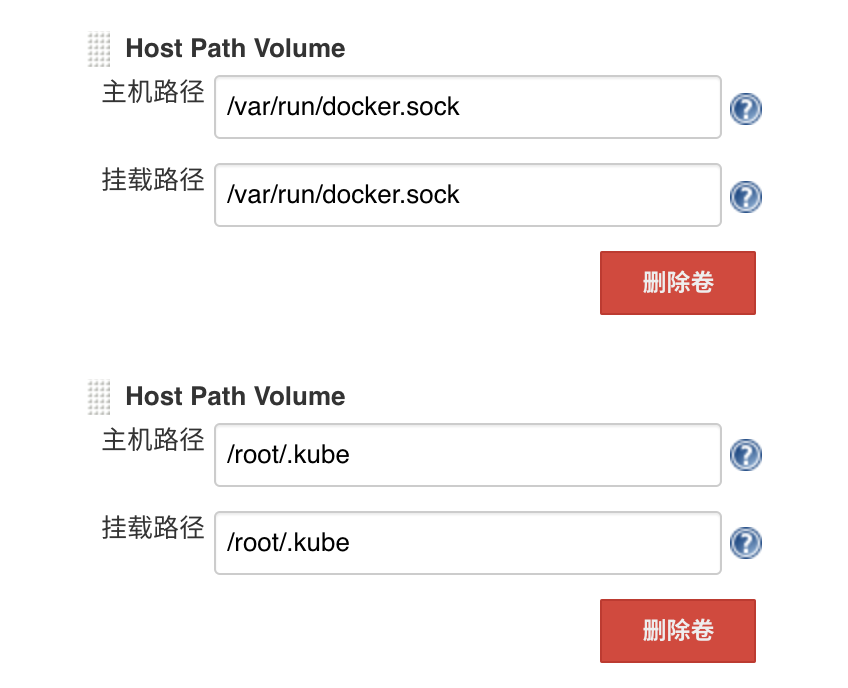 Host Path Volume
主机路径 /var/run/docker.sock
挂载路径 /var/run/docker.sock
删除卷
Host Path Volume
主机路径 /root/.kube
挂载路径 /root/.kube
删除卷